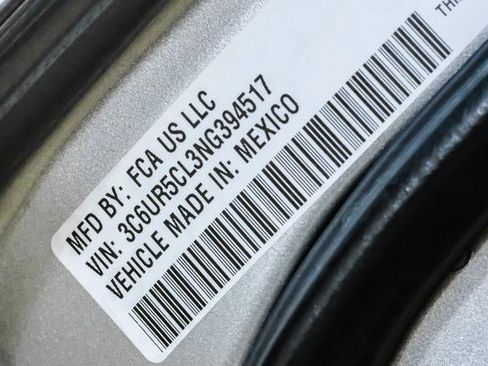 MFD BY: FCA US LLC
VIN: 3C6UR5CL3NG394517
VEHICLE MADE IN: MEXICO